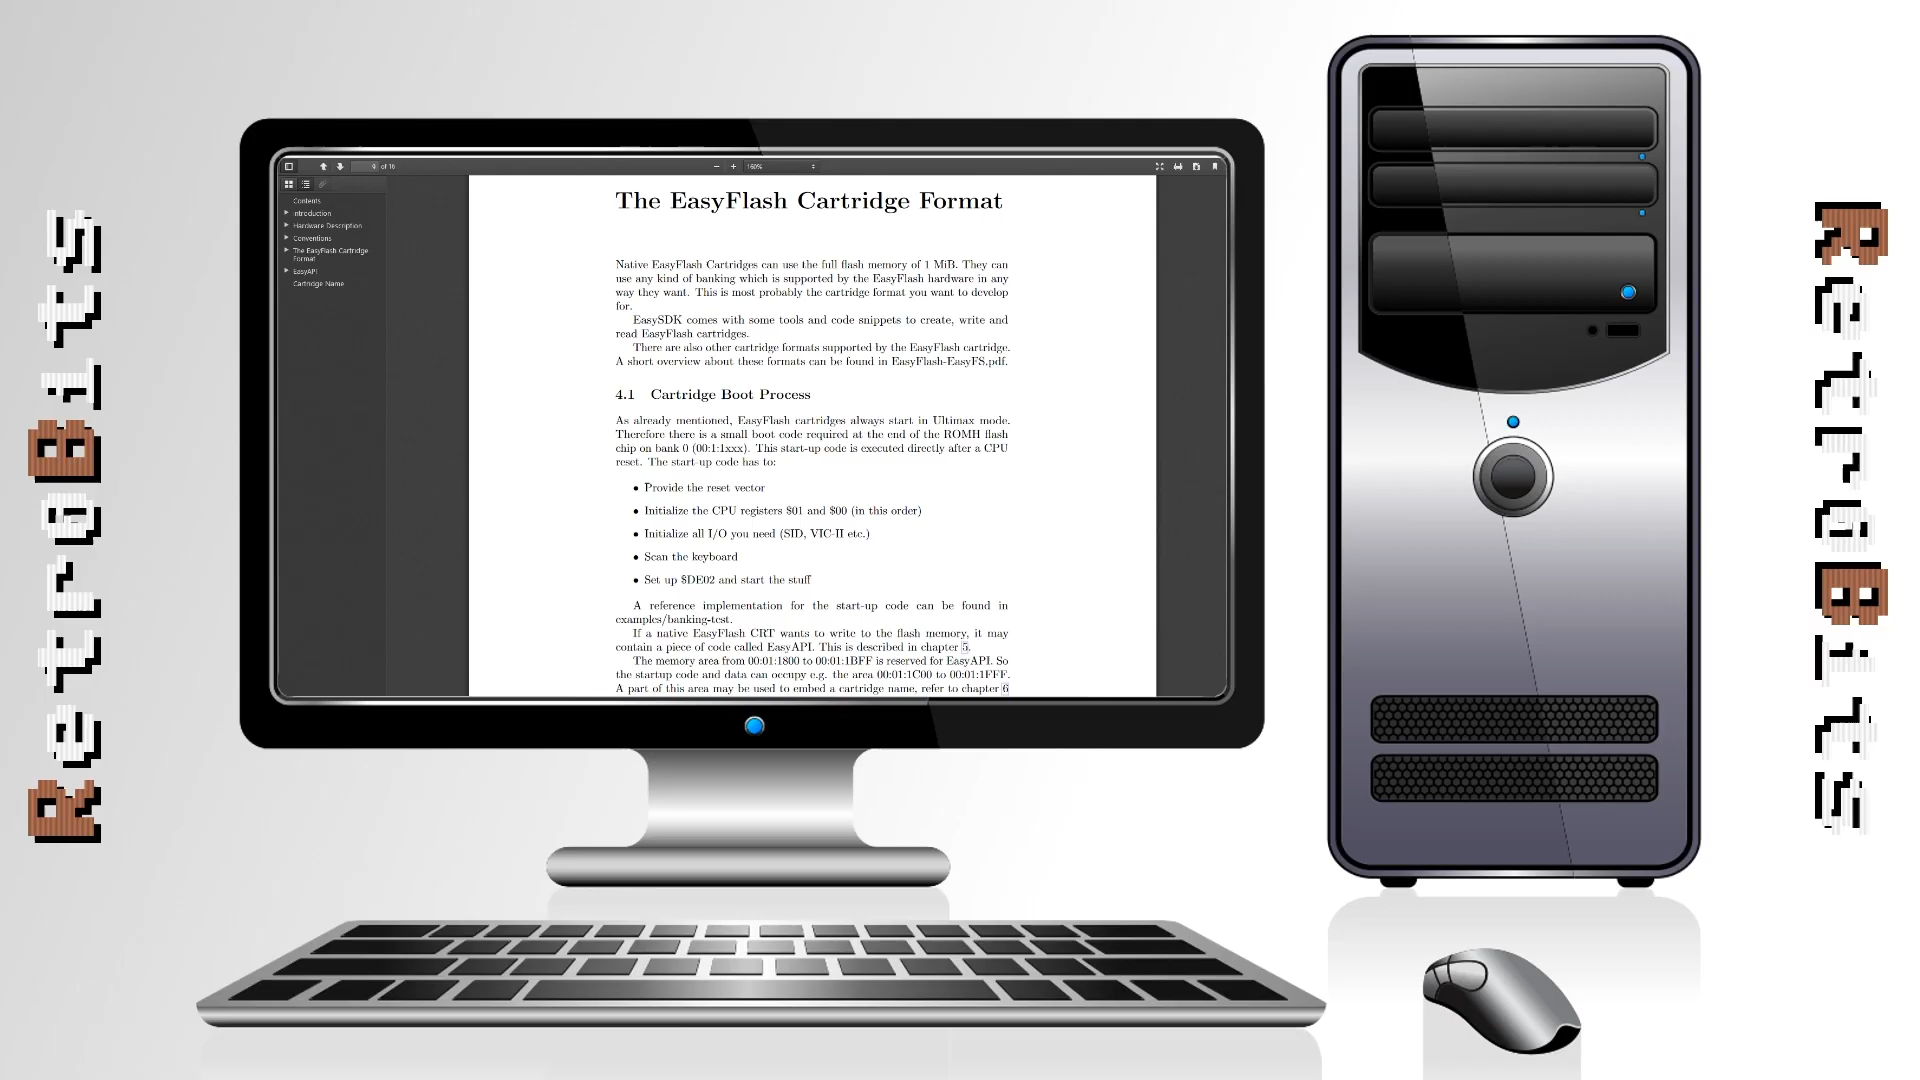 RetroBits
9 of 16
160%
Contents
Introduction
Hardware Description
Conventions
The EasyFlash Cartridge
Format
EasyAPI
Cartridge Name
The EasyFlash Cartridge Format
Native EasyFlash Cartridges can use the full flash memory of 1 MiB. They can
use any kind of banking which is supported by the EasyFlash hardware in any
way they want. This is most probably the cartridge format you want to develop
for.
EasySDK comes with some tools and code snippets to create, write and
read EasyFlash cartridges.
There are also other cartridge formats supported by the EasyFlash cartridge.
A short overview about these formats can be found in EasyFlash-EasyFS.pdf.
4.1 Cartridge Boot Process
As already mentioned, EasyFlash cartridges always start in Ultimax mode.
Therefore there is a small boot code required at the end of the ROMH flash
chip on bank 0 (00:1:1xxx). This start-up code is executed directly after a CPU
reset. The start-up code has to:
• Provide the reset vector
• Initialize the CPU registers $01 and $00 (in this order)
• Initialize all I/O you need (SID, VIC-II etc.)
• Scan the keyboard
• Set up $DE02 and start the stuff
A reference implementation for the start-up code can be found in
examples/banking-test.
If a native EasyFlash CRT wants to write to the flash memory, it may
contain a piece of code called EasyAPI. This is described in chapter 5.
The memory area from 00:01:1800 to 00:01:1BFF is reserved for EasyAPI. So
the startup code and data can occupy e.g. the area 00:01:1C00 to 00:01:1FFF.
A part of this area may be used to embed a cartridge name, refer to chapter 6
RetroBits